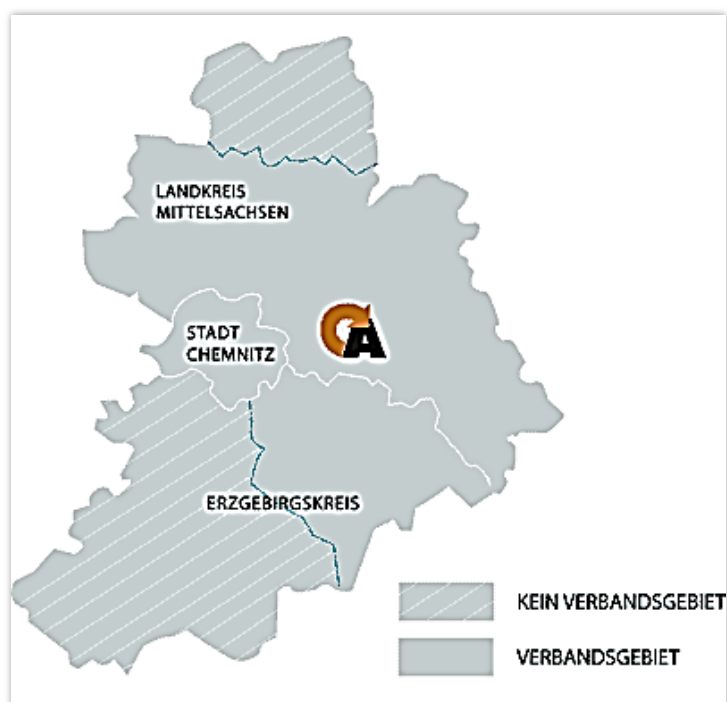 LANDKREIS
MITTELSACHSEN
STADT
CHEMNITZ
A
ERZGEBIRGSKREIS
KEIN VERBANDSGEBIET
VERBANDSGEBIET